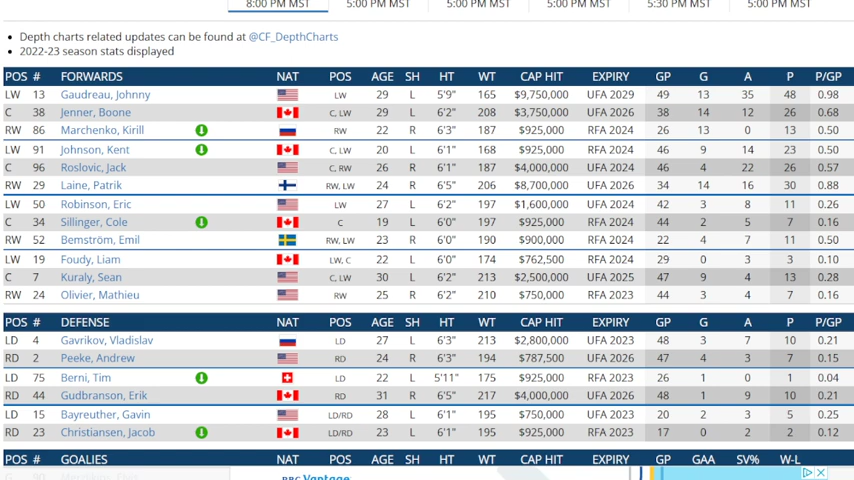 8:00 PM MST 5:00 PM MST 5:00 PM MST 5:00 PM MST 5:30 PM MST 5:00 PM MST
• Depth charts related updates can be found at @CF_DepthCharts
• 2022-23 season stats displayed
POS # FORWARDS NAT POS AGE SH HT WT CAP HIT EXPIRY GP G A P P/GP
LW 13 Gaudreau, Johnny LW 29 L 5'9" 165 $9,750,000 UFA 2029 49 13 35 48 0.98
C 38 Jenner, Boone C, LW 29 L 6'2" 208 $3,750,000 UFA 2026 38 14 12 26 0.68
RW 86 Marchenko, Kirill RW 22 R 6'3" 187 $925,000 RFA 2024 26 13 0 13 0.50
LW 91 Johnson, Kent C, LW 20 L 6'1" 168 $925,000 RFA 2024 46 9 14 23 0.50
C 96 Roslovic, Jack C, RW 26 R 6'1" 187 $4,000,000 UFA 2024 46 4 22 26 0.57
RW 29 Laine, Patrik RW, LW 24 R 6'5" 206 $8,700,000 UFA 2026 34 14 16 30 0.88
LW 50 Robinson, Eric LW 27 L 6'2" 197 $1,600,000 UFA 2024 42 3 8 11 0.26
C 34 Sillinger, Cole C 19 L 6'0" 197 $925,000 RFA 2024 44 2 5 7 0.16
RW 52 Bemström, Emil RW, LW 23 R 6'0" 190 $900,000 RFA 2024 22 4 7 11 0.50
LW 19 Foudy, Liam LW, C 22 L 6'0" 174 $762,500 RFA 2024 29 0 3 3 0.10
C 7 Kuraly, Sean C, LW 30 L 6'2" 213 $2,500,000 UFA 2025 47 9 4 13 0.28
RW 24 Olivier, Mathieu RW 25 R 6'2" 210 $750,000 RFA 2023 44 3 4 7 0.16
POS # DEFENSE NAT POS AGE SH HT WT CAP HIT EXPIRY GP G A P P/GP
LD 4 Gavrikov, Vladislav LD 27 L 6'3" 213 $2,800,000 UFA 2023 48 3 7 10 0.21
RD 2 Peeke, Andrew RD 24 R 6'3" 194 $787,500 UFA 2026 47 4 3 7 0.15
LD 75 Berni, Tim LD 22 L 5'11" 175 $925,000 RFA 2023 26 1 0 1 0.04
RD 44 Gudbranson, Erik RD 31 R 6'5" 217 $4,000,000 UFA 2026 48 1 9 10 0.21
LD 15 Bayreuther, Gavin LD/RD 28 L 6'1" 195 $750,000 UFA 2023 20 2 3 5 0.25
RD 23 Christiansen, Jacob LD/RD 23 L 6'1" 195 $925,000 RFA 2023 17 0 2 2 0.12
POS # GOALIES NAT POS AGE SH HT WT CAP HIT EXPIRY GP GAA SV% W-L
Vantage